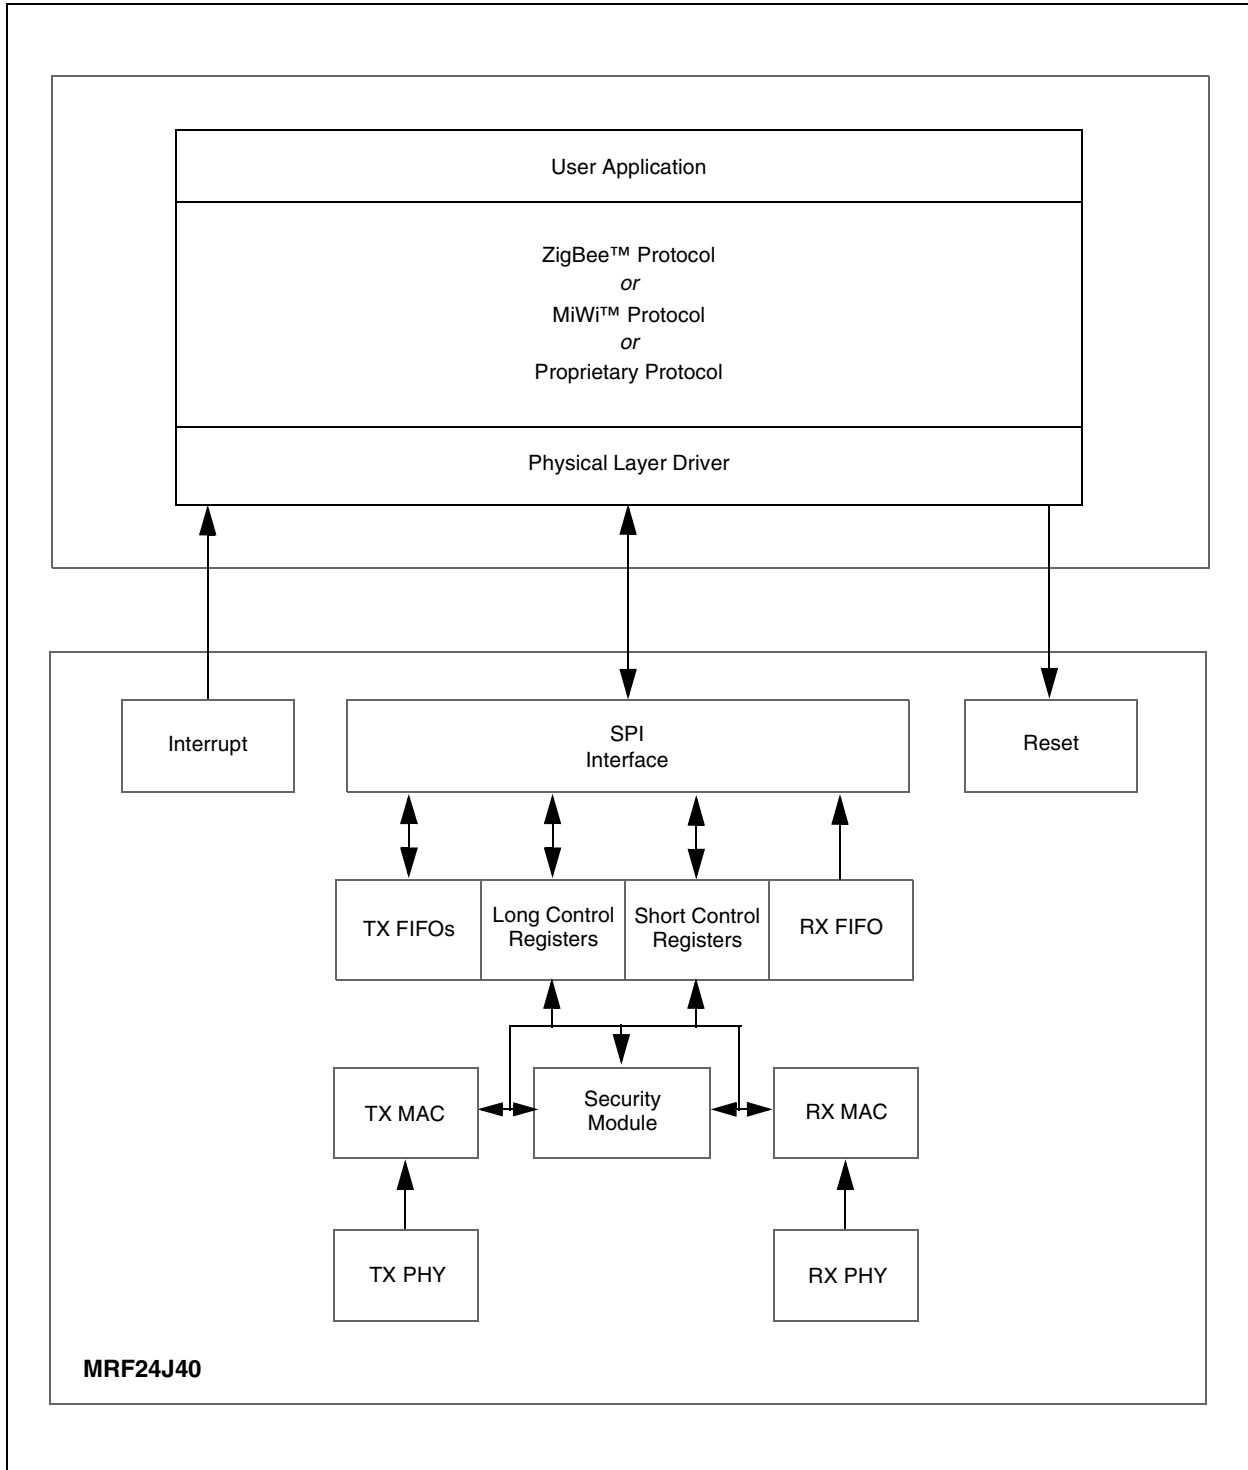 User Application
ZigBee™ Protocol
or
MiWi™ Protocol
or
Proprietary Protocol
Physical Layer Driver
Interrupt
SPI
Interface
Reset
TX FIFOs
Long Control
Registers
Short Control
Registers
RX FIFO
TX MAC
Security
Module
RX MAC
TX PHY
RX PHY
MRF24J40